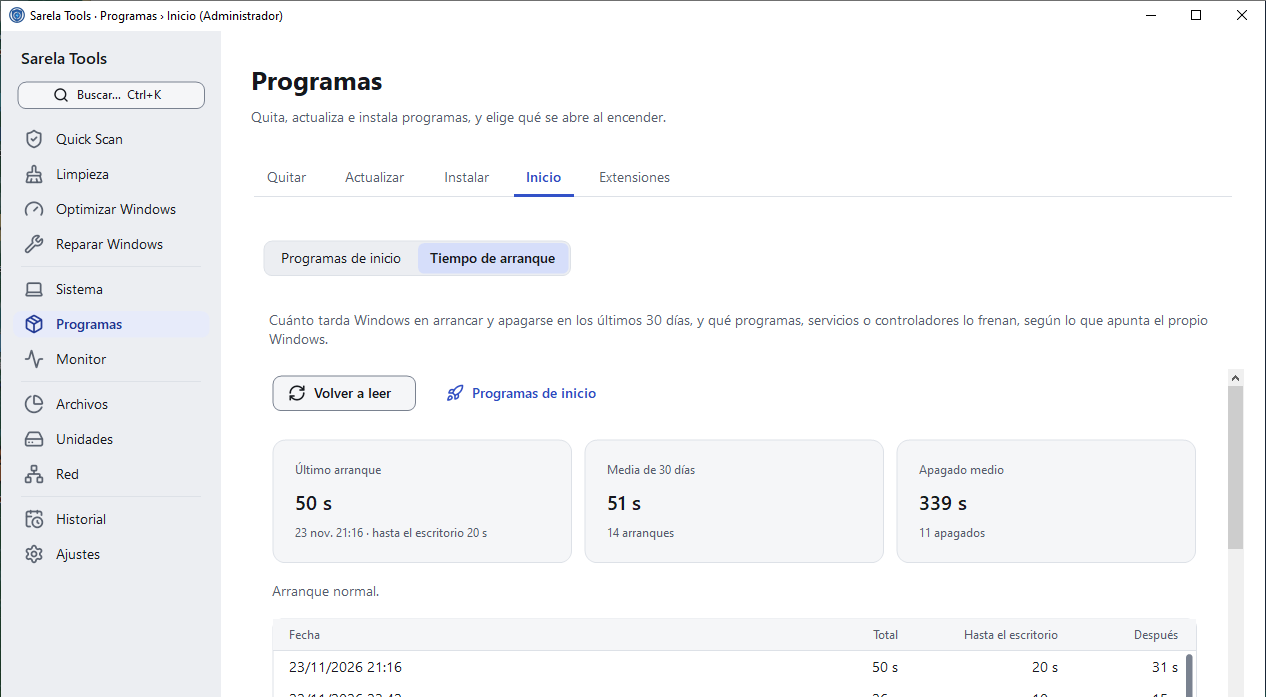 Sarela Tools · Programas › Inicio (Administrador)
Sarela Tools
Buscar... Ctrl+K
Quick Scan
Limpieza
Optimizar Windows
Reparar Windows
Sistema
Programas
Monitor
Archivos
Unidades
Red
Historial
Ajustes
Programas
Quita, actualiza e instala programas, y elige qué se abre al encender.
Quitar Actualizar Instalar Inicio Extensiones
Programas de inicio Tiempo de arranque
Cuánto tarda Windows en arrancar y apagarse en los últimos 30 días, y qué programas, servicios o controladores lo frenan, según lo que apunta el propio
Windows.
Volver a leer Programas de inicio
Último arranque
50 s
23 nov. 21:16 · hasta el escritorio 20 s
Media de 30 días
51 s
14 arranques
Apagado medio
339 s
11 apagados
Arranque normal.
Fecha Total Hasta el escritorio Después
23/11/2026 21:16 50 s 20 s 31 s